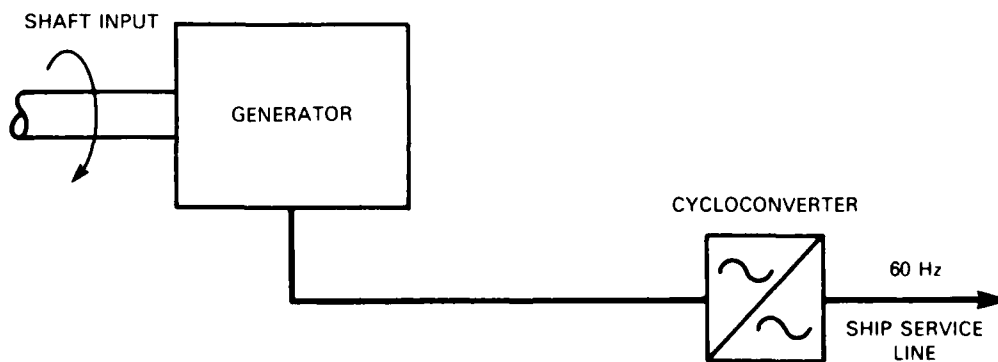 SHAFT INPUT
GENERATOR
CYCLOCONVERTER
60 Hz
SHIP SERVICE
LINE